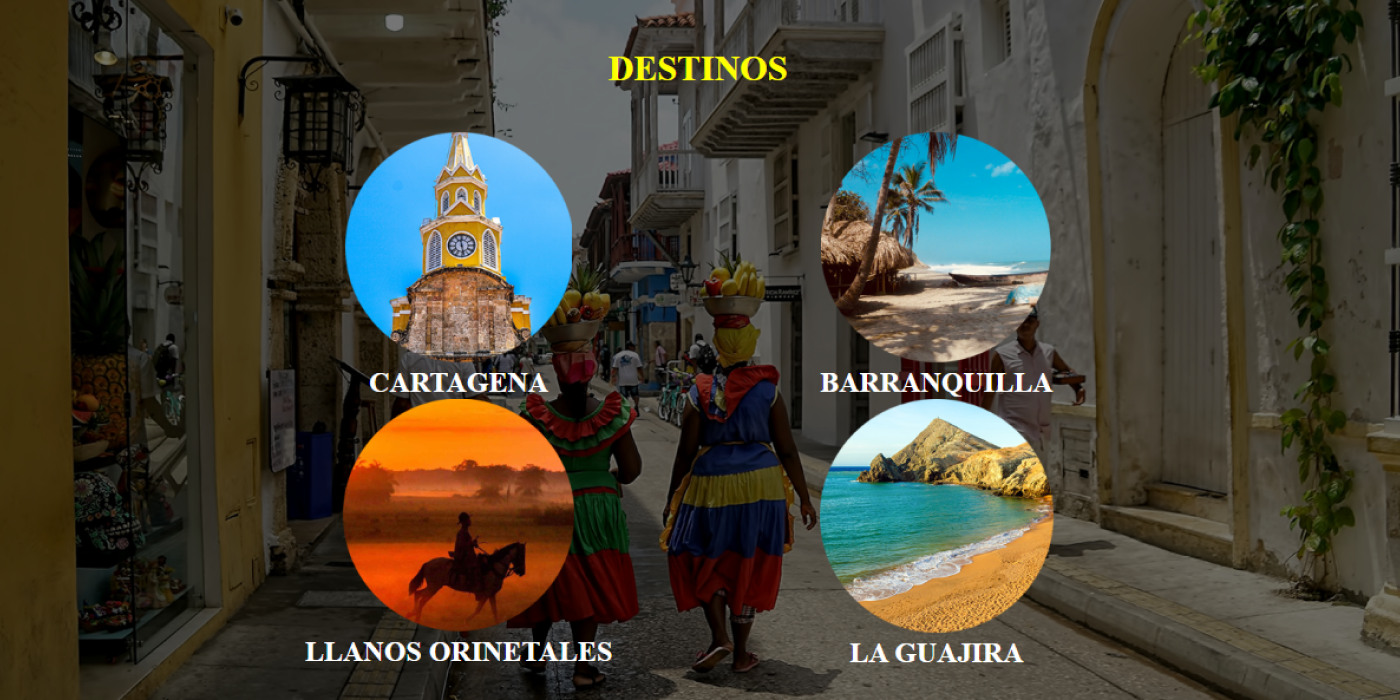 DESTINOS
CARTAGENA
BARRANQUILLA
LLANOS ORINETALES
LA GUAJIRA